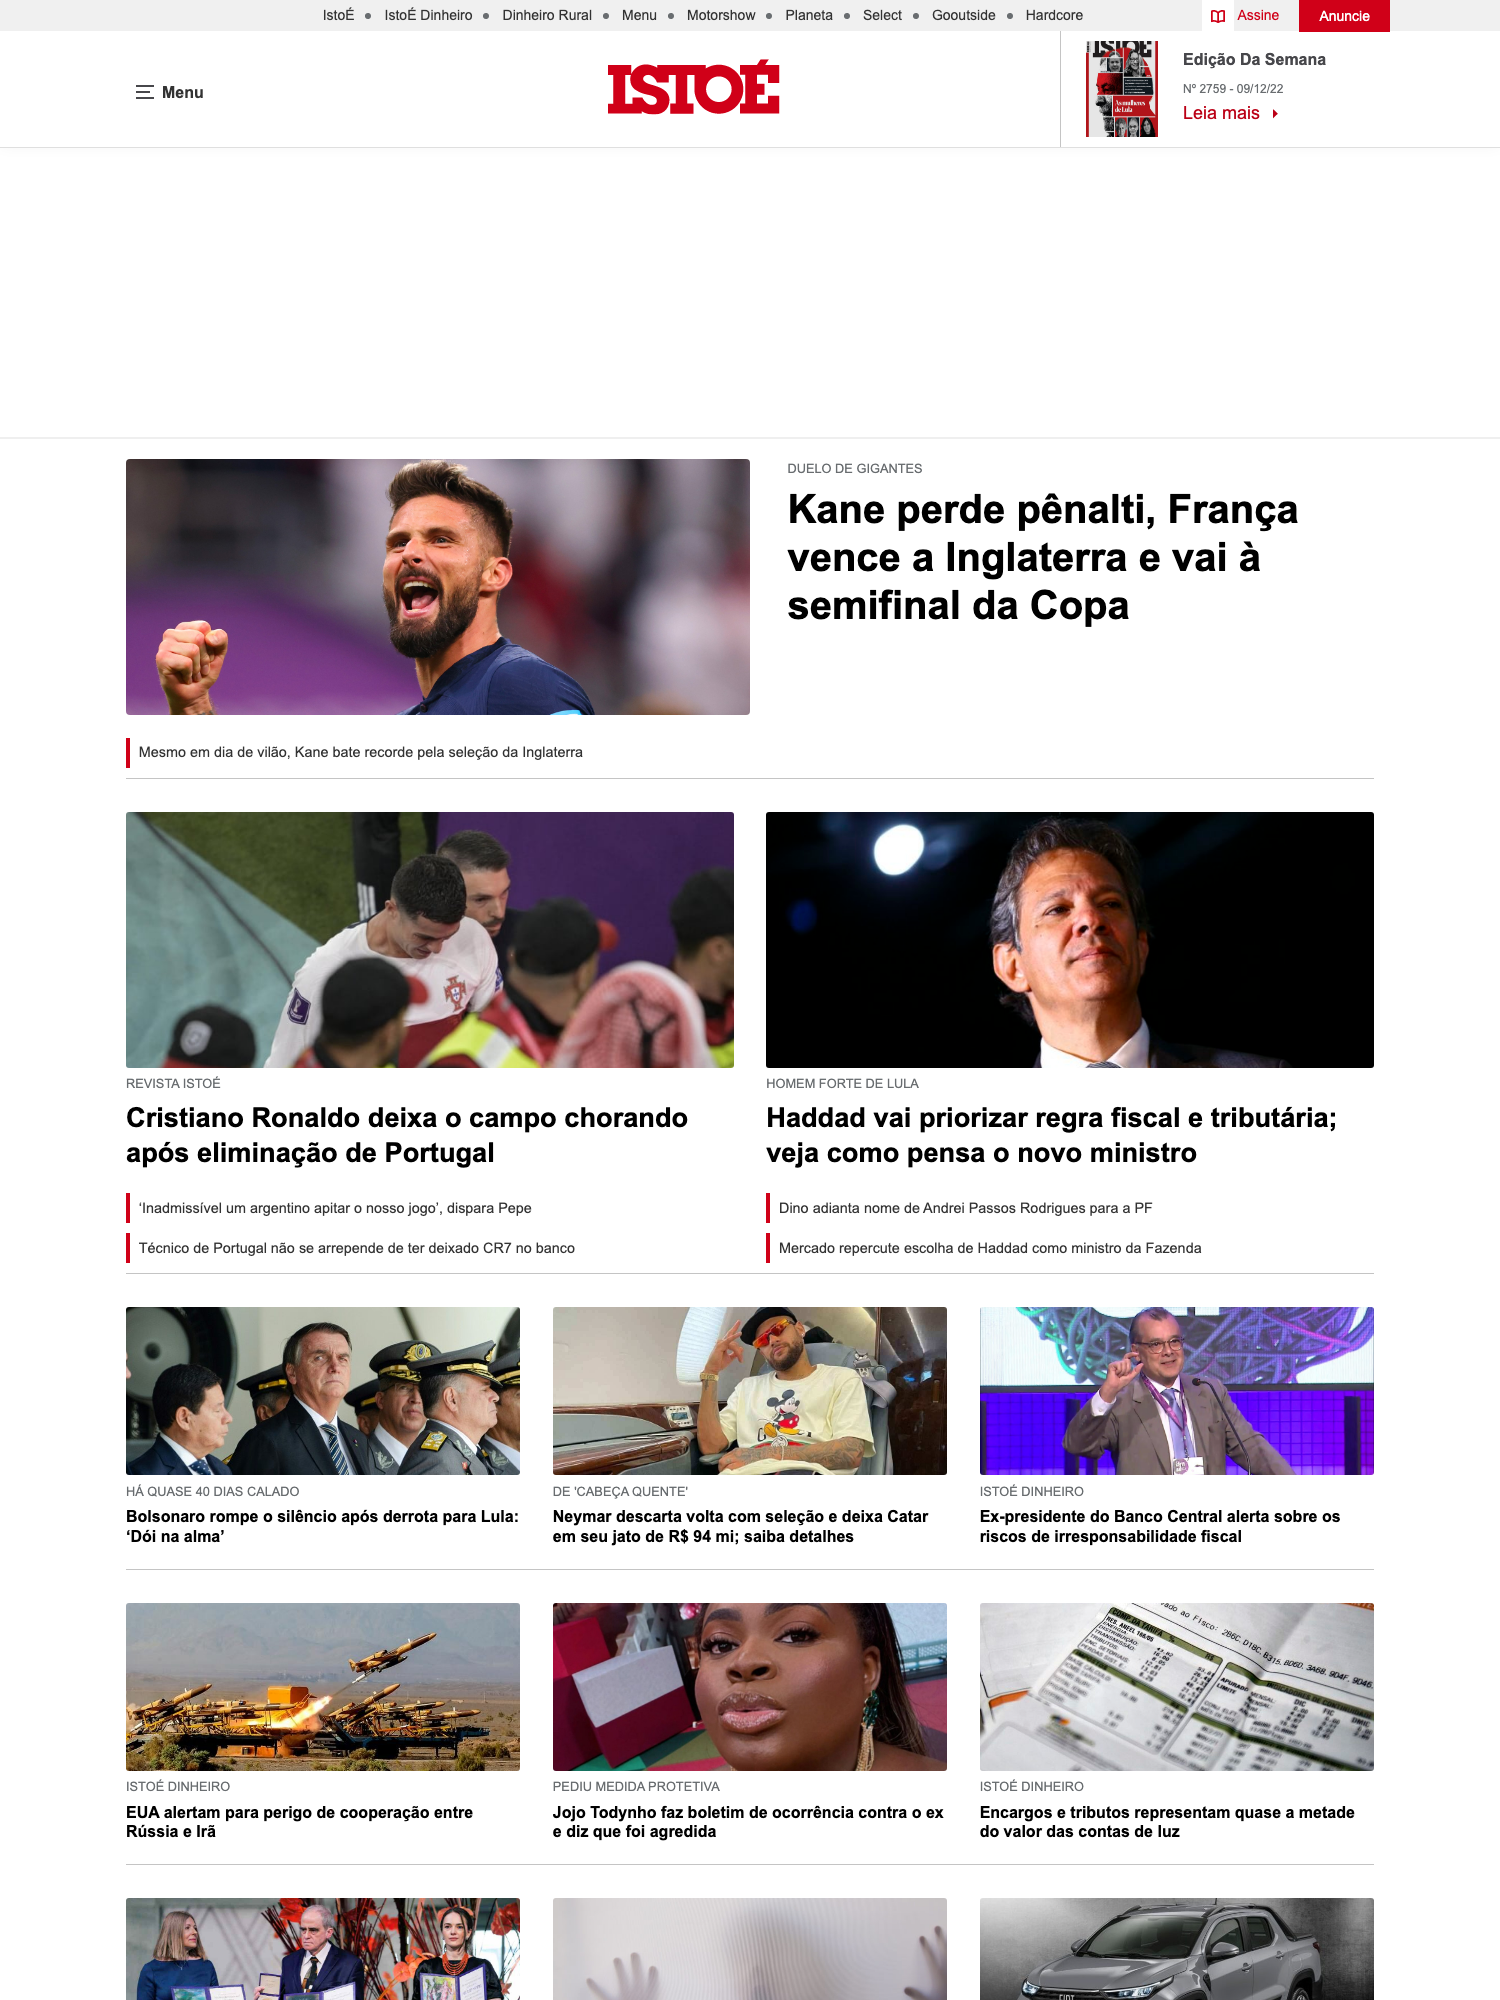 IstoÉ
IstoÉ Dinheiro
Dinheiro Rural
Menu
Motorshow
Planeta
Select
Gooutside
Hardcore
Assine
Anuncie
Menu
ISTOÉ
ISTOÉ
As mulheres
de Lula
Edição Da Semana
Nº 2759 - 09/12/22
Leia mais
DUELO DE GIGANTES
Kane perde pênalti, França
vence a Inglaterra e vai à
semifinal da Copa
Mesmo em dia de vilão, Kane bate recorde pela seleção da Inglaterra
REVISTA ISTOÉ
Cristiano Ronaldo deixa o campo chorando
após eliminação de Portugal
‘Inadmissível um argentino apitar o nosso jogo’, dispara Pepe
Técnico de Portugal não se arrepende de ter deixado CR7 no banco
HOMEM FORTE DE LULA
Haddad vai priorizar regra fiscal e tributária;
veja como pensa o novo ministro
Dino adianta nome de Andrei Passos Rodrigues para a PF
Mercado repercute escolha de Haddad como ministro da Fazenda
HÁ QUASE 40 DIAS CALADO
Bolsonaro rompe o silêncio após derrota para Lula:
‘Dói na alma’
DE 'CABEÇA QUENTE'
Neymar descarta volta com seleção e deixa Catar
em seu jato de R$ 94 mi; saiba detalhes
ISTOÉ DINHEIRO
Ex-presidente do Banco Central alerta sobre os
riscos de irresponsabilidade fiscal
ISTOÉ DINHEIRO
EUA alertam para perigo de cooperação entre
Rússia e Irã
PEDIU MEDIDA PROTETIVA
Jojo Todynho faz boletim de ocorrência contra o ex
e diz que foi agredida
ISTOÉ DINHEIRO
Encargos e tributos representam quase a metade
do valor das contas de luz
FIAT